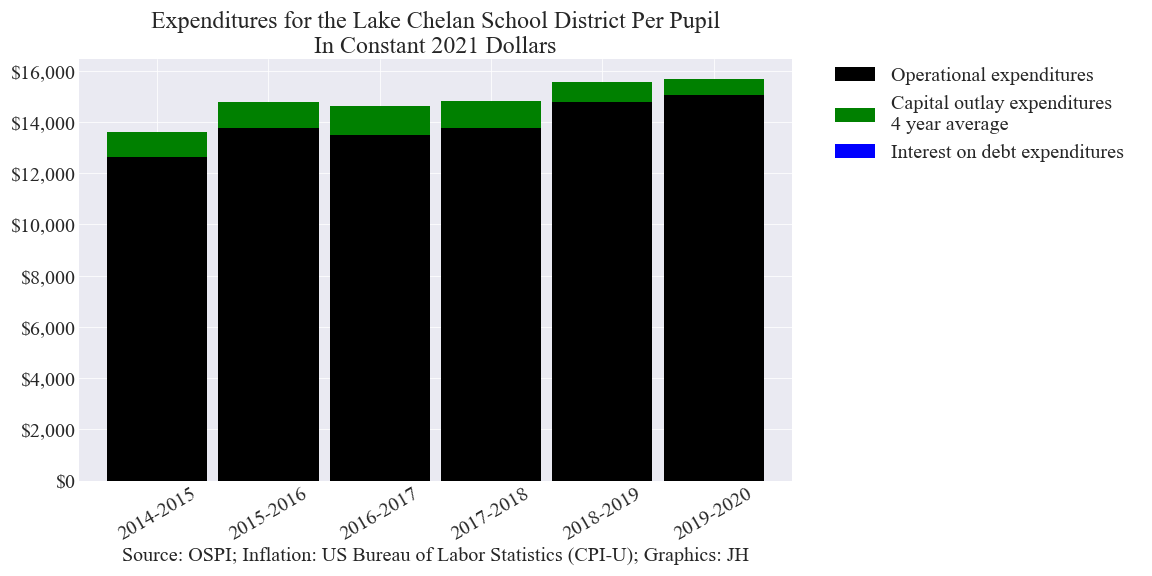 Expenditures for the Lake Chelan School District Per Pupil
In Constant 2021 Dollars
$16,000
$14,000
$12,000
$10,000
$8,000
$6,000
$4,000
$2,000
$0
2014-2015
2015-2016
2016-2017
2017-2018
2018-2019
2019-2020
Source: OSPI; Inflation: US Bureau of Labor Statistics (CPI-U); Graphics: JH
Operational expenditures
Capital outlay expenditures
4 year average
Interest on debt expenditures